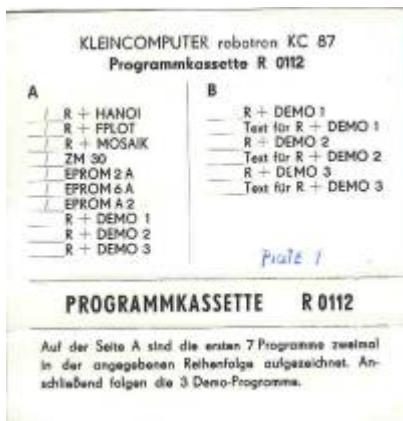 KLEINCOMPUTER robotron KC 87
Programmkassette R 0112
A
/ R + HANOI
/ R + FPLOT
/ R + MOSAIK
/ ZM 30
/ EPROM 2 A
/ EPROM 6 A
/ EPROM A 2
R + DEMO 1
R + DEMO 2
R + DEMO 3
B
R + DEMO 1
Text für R + DEMO 1
R + DEMO 2
Text für R + DEMO 2
R + DEMO 3
Text für R + DEMO 3
1
PROGRAMMKASSETTE R 0112
Auf der Seite A sind die ersten 7 Programme zweimal
in der angegebenen Reihenfolge aufgezeichnet. An-
schließend folgen die 3 Demo-Programme.